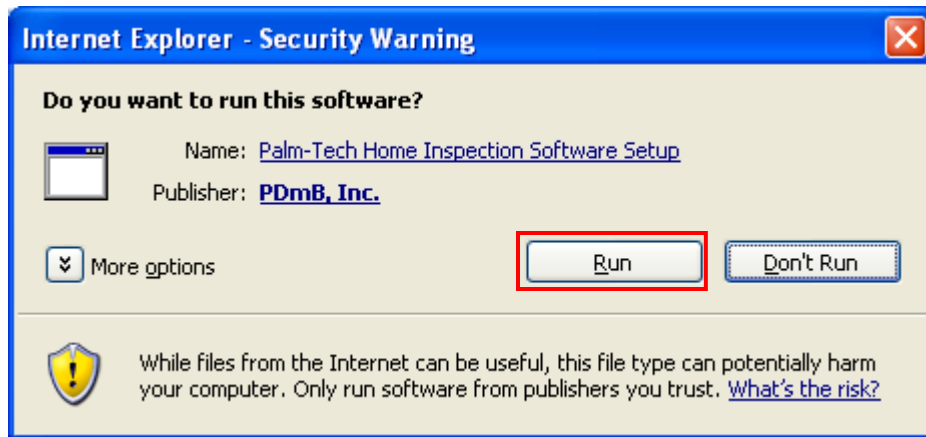 Internet Explorer - Security Warning
Do you want to run this software?
Name: Palm-Tech Home Inspection Software Setup
Publisher: PDmB, Inc.
More options
Run
Don't Run
While files from the Internet can be useful, this file type can potentially harm
your computer. Only run software from publishers you trust. What's the risk?